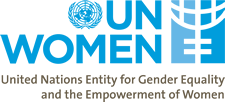 UN
WOMEN
United Nations Entity for Gender Equality
and the Empowerment of Women